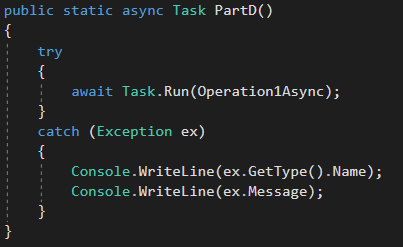 public static async Task PartD()
{
    try
    {
        await Task.Run(Operation1Async);
    }
    catch (Exception ex)
    {
        Console.WriteLine(ex.GetType().Name);
        Console.WriteLine(ex.Message);
    }
}